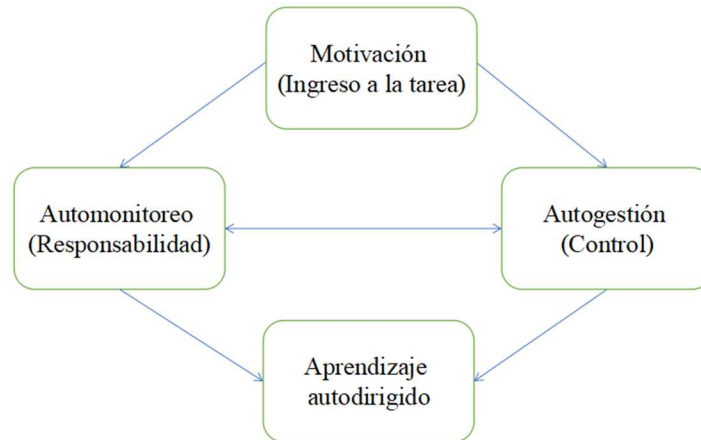 Motivación
(Ingreso a la tarea)
Automonitoreo
(Responsabilidad)
Autogestión
(Control)
Aprendizaje
autodirigido